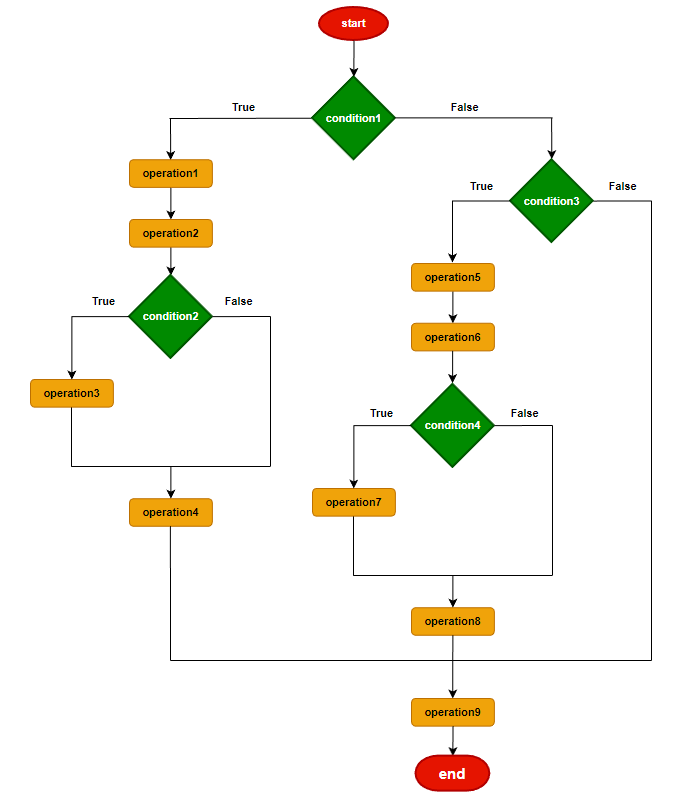 start
True
False
condition1
operation1
True
False
condition3
operation2
operation5
True
False
condition2
operation6
operation3
True
False
condition4
operation7
operation4
operation8
operation9
end